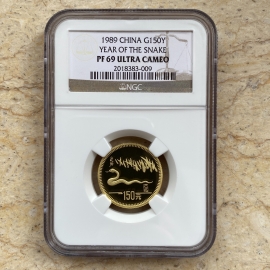 1989 CHINA G150Y
YEAR OF THE SNAKE
PF 69 ULTRA CAMEO
2018383-009
NGC
150元